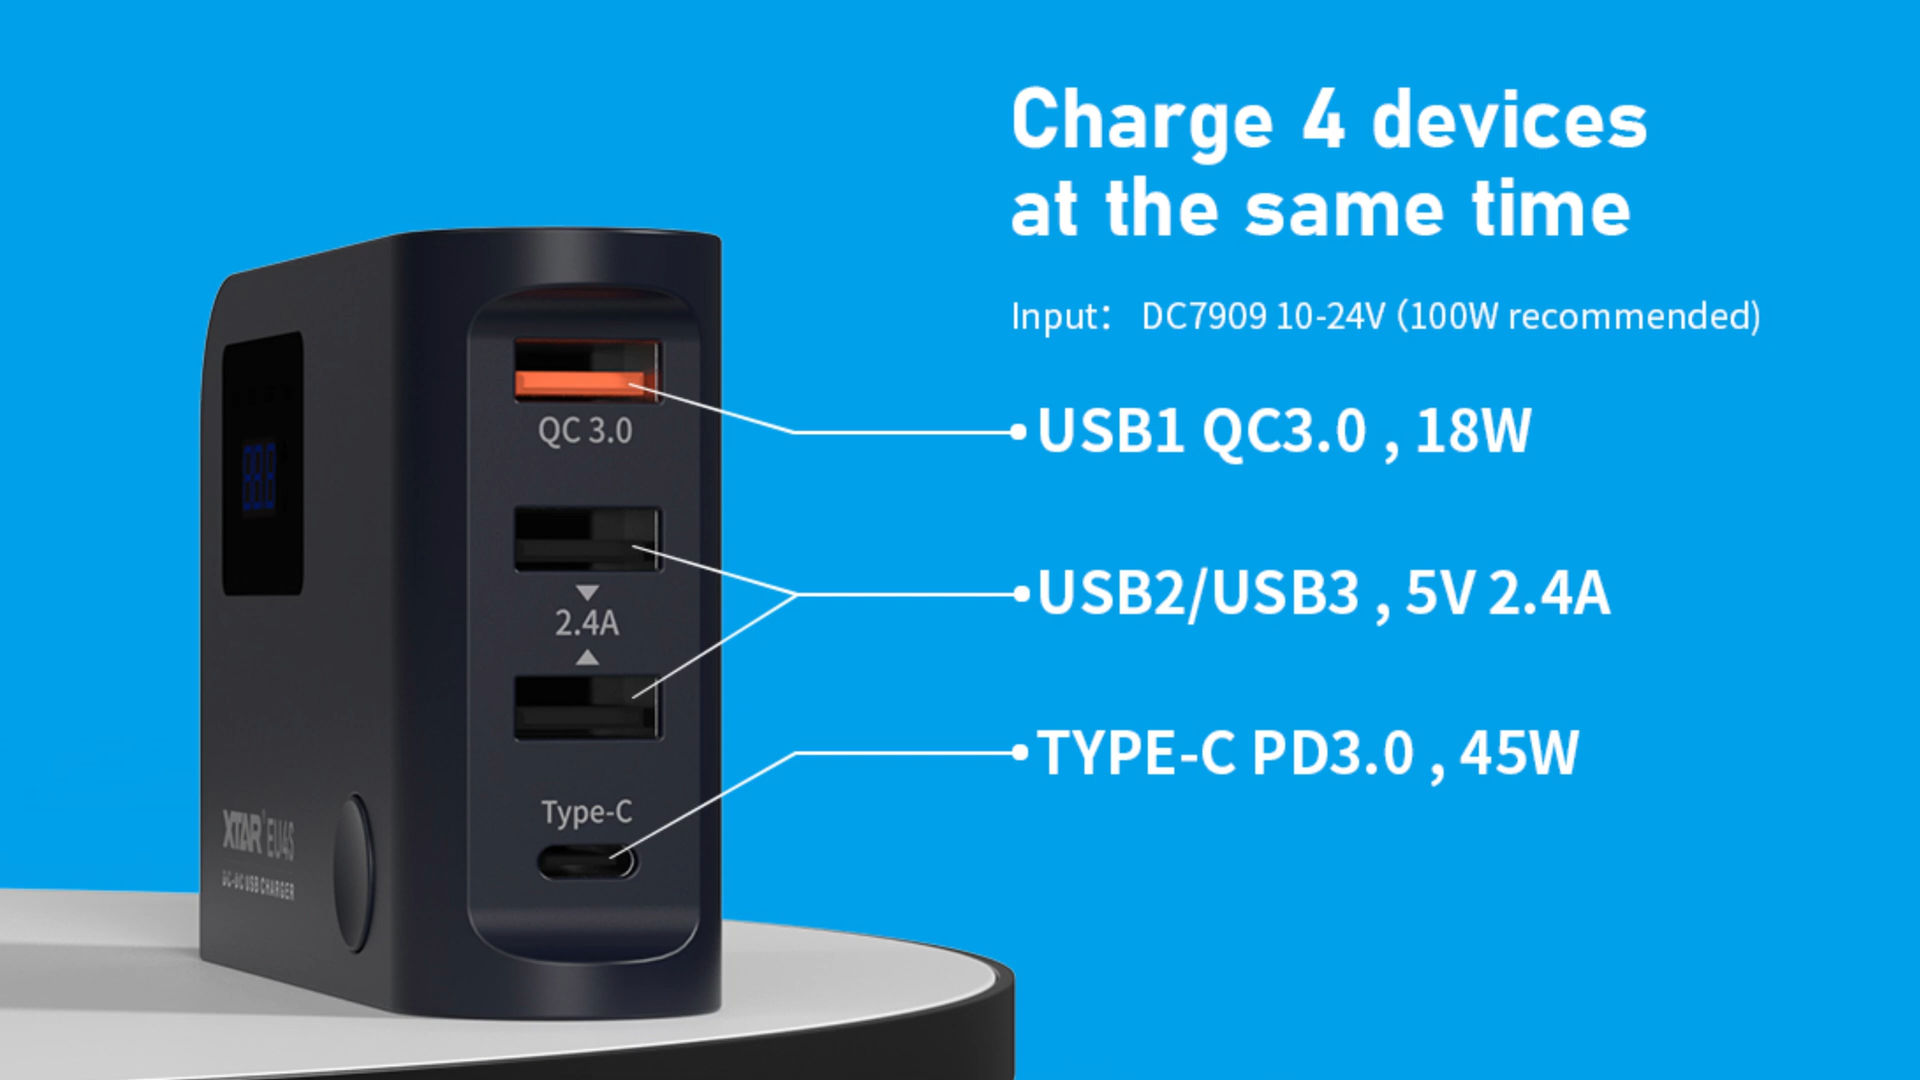 Charge 4 devices
at the same time
Input： DC7909 10-24V (100W recommended)
USB1 QC3.0 , 18W
USB2/USB3 , 5V 2.4A
TYPE-C PD3.0 , 45W
QC 3.0
2.4A
Type-C
88.8
XTAR® EU4S
DC-DC USB CHARGER